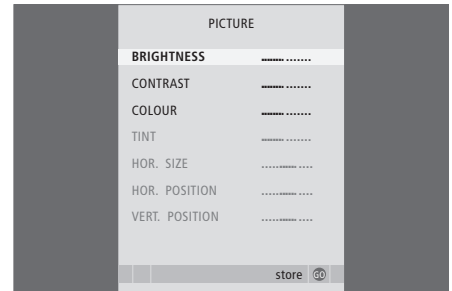 PICTURE
BRIGHTNESS
CONTRAST
COLOUR
TINT
HOR. SIZE
HOR. POSITION
VERT. POSITION
store GO